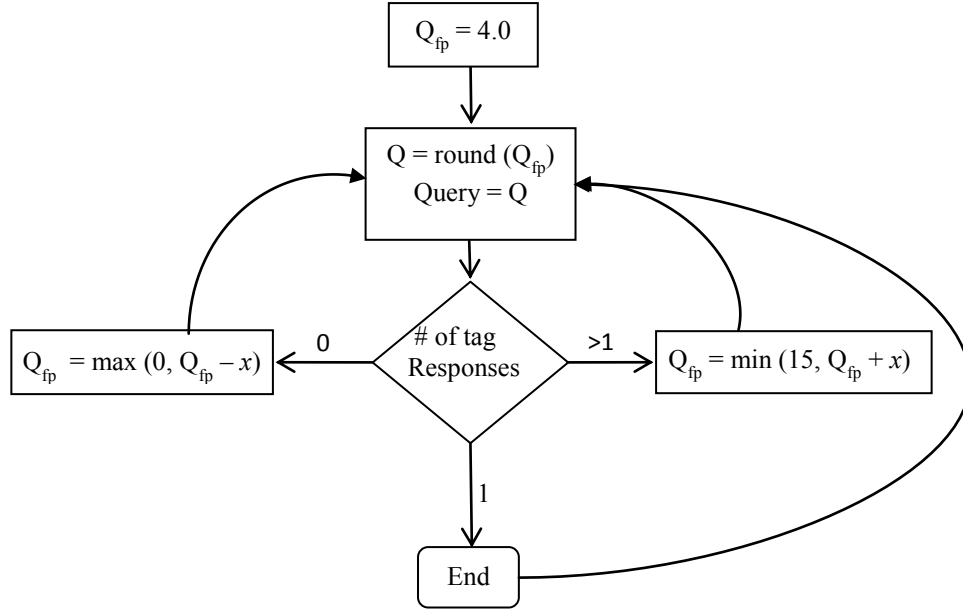 Q_fp = 4.0
Q = round (Q_fp)
Query = Q
# of tag
Responses
0
>1
Q_fp = max (0, Q_fp – x)
Q_fp = min (15, Q_fp + x)
1
End